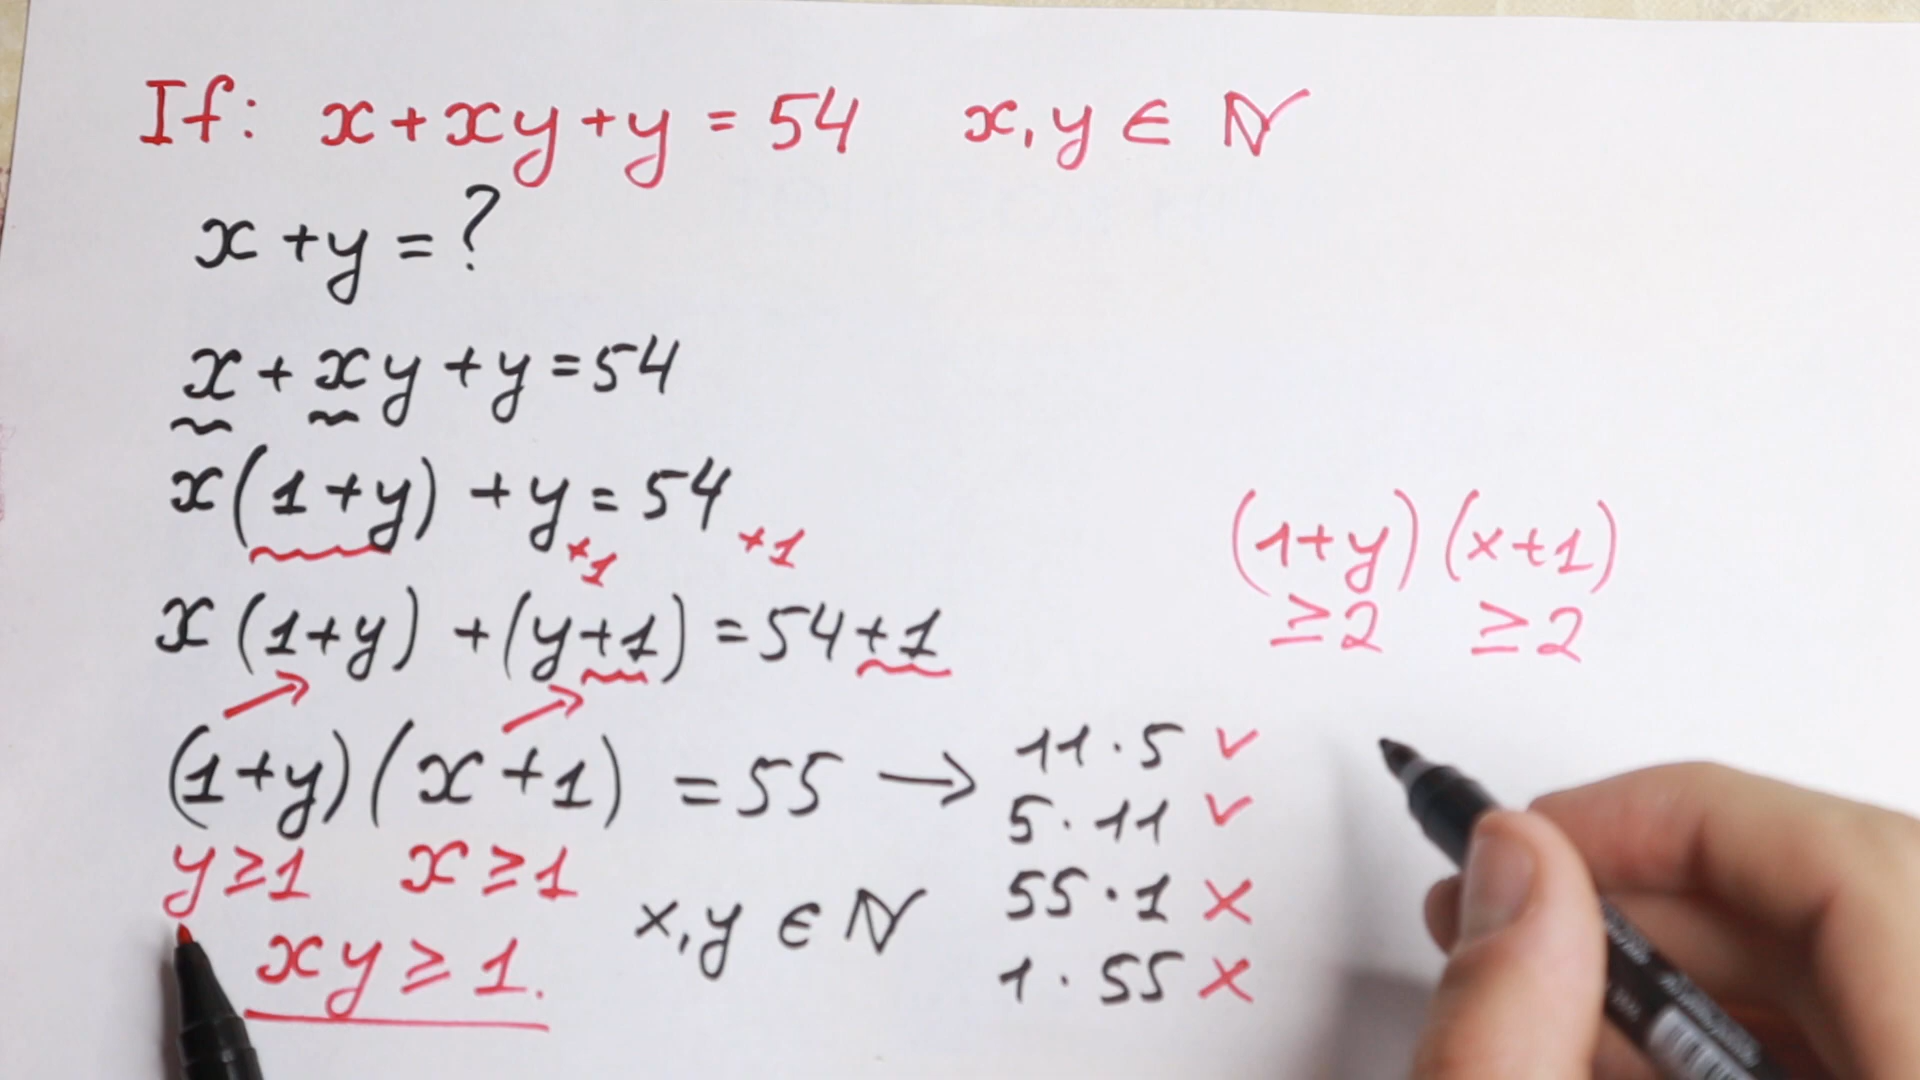 If: x+xy+y = 54 x, y ∈ ℕ
x+y = ?
x + xy + y = 54
x(1+y) + y = 54
+1 +1
x(1+y) + (y+1) = 54+1
(1+y)(x+1) = 55 →
y≥1 x≥1
xy ≥ 1.
x, y ∈ ℕ
(1+y)(x+1)
≥2 ≥2
11·5 ✓
5·11 ✓
55·1 ×
1·55 ×